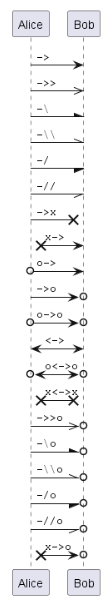 Alice Bob
->
->>
-\
-\\
-/
-//
->x
x->
o->
->o
o->o
<->
o<->o
x<->x
->>o
-\o
-\\o
-/o
-//o
x->o
Alice Bob